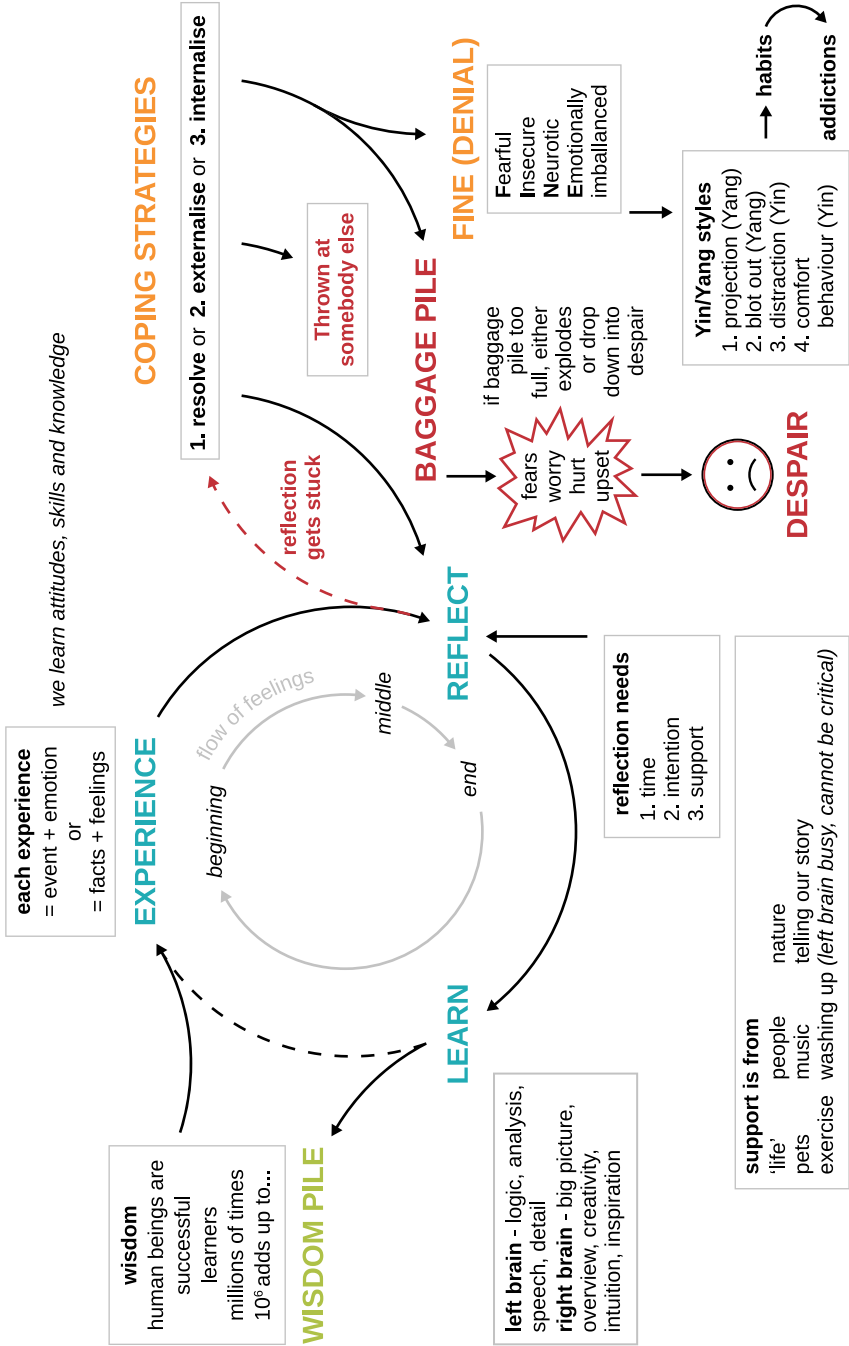 we learn attitudes, skills and knowledge
each experience
= event + emotion
or
= facts + feelings
EXPERIENCE
wisdom
human beings are
successful
learners
millions of times
10⁶ adds up to...
WISDOM PILE
flow of feelings
beginning
middle
end
LEARN
REFLECT
left brain - logic, analysis,
speech, detail
right brain - big picture,
overview, creativity,
intuition, inspiration
reflection needs
1. time
2. intention
3. support
support is from
'life' people nature
pets music telling our story
exercise washing up (left brain busy, cannot be critical)
COPING STRATEGIES
1. resolve or 2. externalise or 3. internalise
reflection
gets stuck
Thrown at
somebody else
BAGGAGE PILE
fears
worry
hurt
upset
if baggage
pile too
full, either
explodes
or drop
down into
despair
DESPAIR
FINE (DENIAL)
Fearful
Insecure
Neurotic
Emotionally
imballanced
Yin/Yang styles
1. projection (Yang)
2. blot out (Yang)
3. distraction (Yin)
4. comfort
behaviour (Yin)
habits
addictions